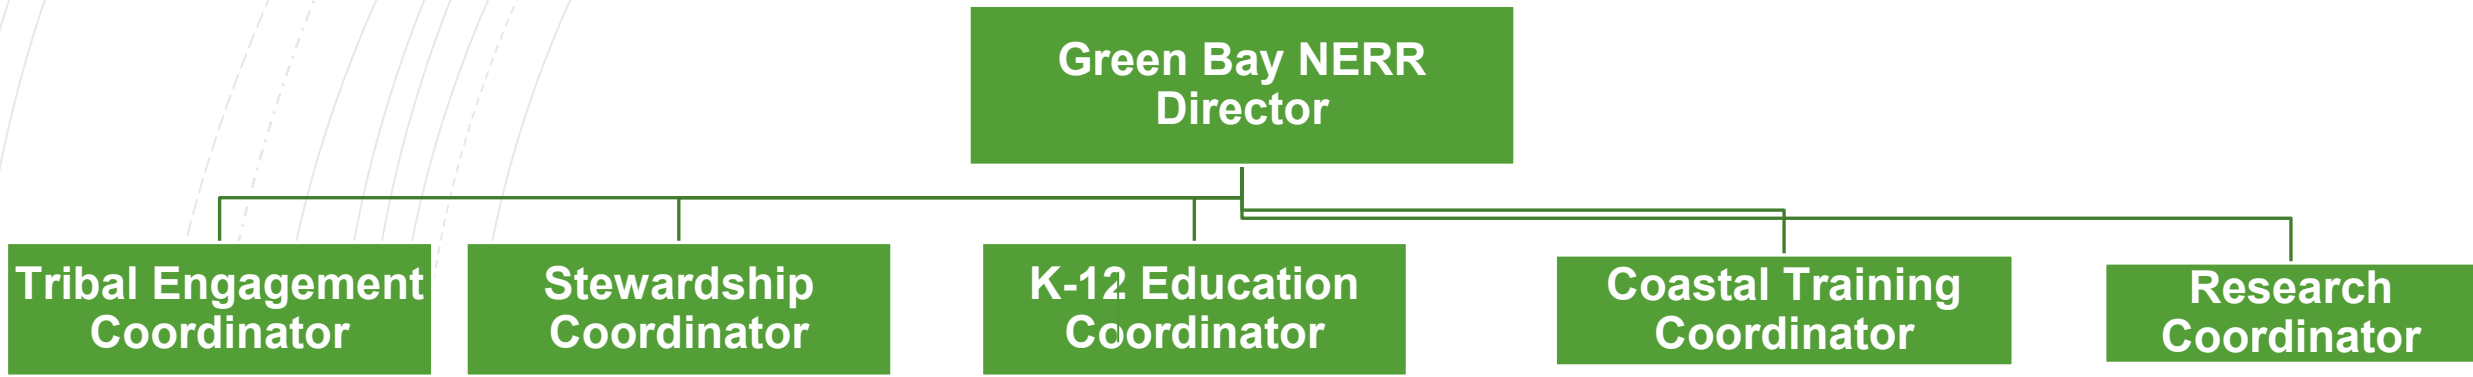 Green Bay NERR
Director
Tribal Engagement
Coordinator
Stewardship
Coordinator
K-12 Education
Coordinator
Coastal Training
Coordinator
Research
Coordinator